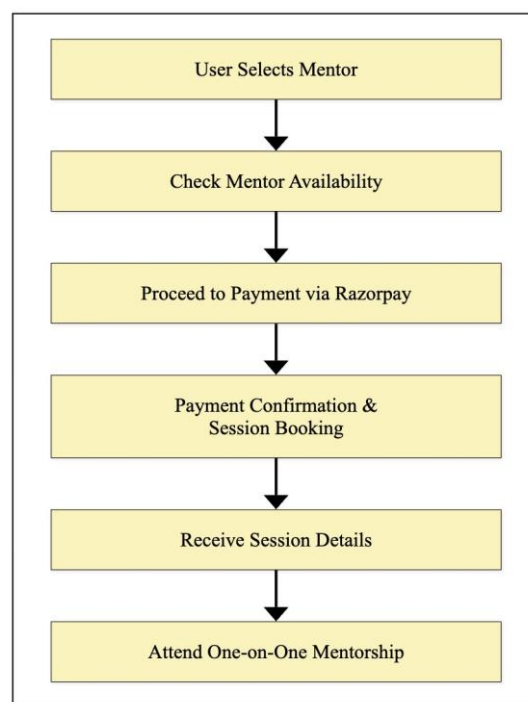 User Selects Mentor
Check Mentor Availability
Proceed to Payment via Razorpay
Payment Confirmation &
Session Booking
Receive Session Details
Attend One-on-One Mentorship